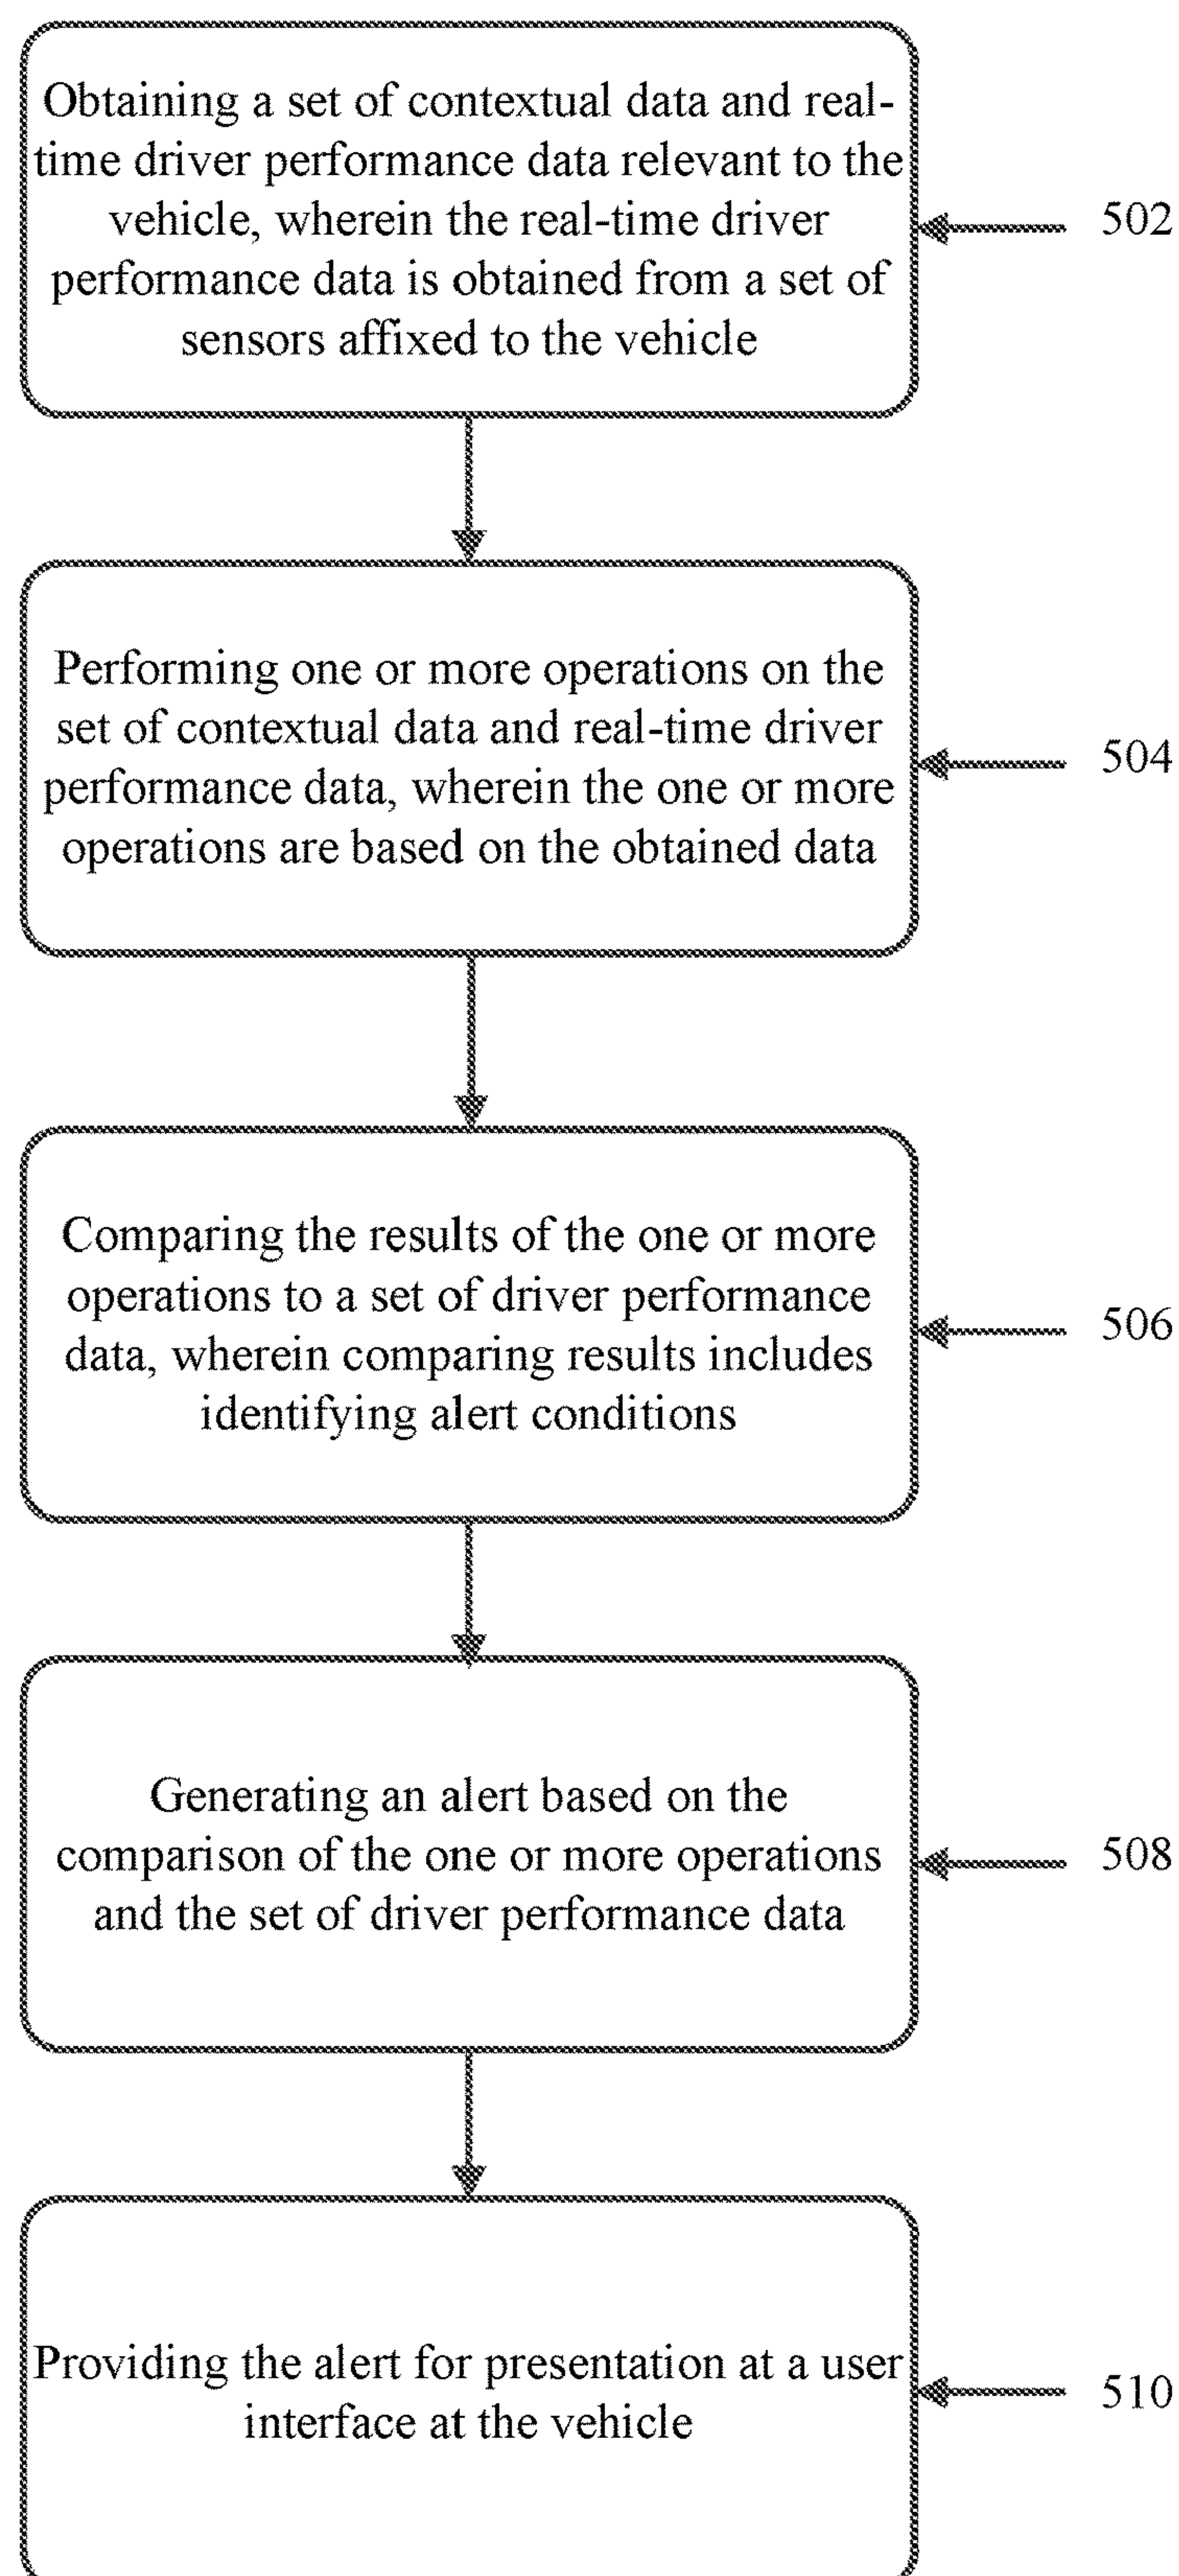 Obtaining a set of contextual data and real-
time driver performance data relevant to the
vehicle, wherein the real-time driver
performance data is obtained from a set of
sensors affixed to the vehicle
502
Performing one or more operations on the
set of contextual data and real-time driver
performance data, wherein the one or more
operations are based on the obtained data
504
Comparing the results of the one or more
operations to a set of driver performance
data, wherein comparing results includes
identifying alert conditions
506
Generating an alert based on the
comparison of the one or more operations
and the set of driver performance data
508
Providing the alert for presentation at a user
interface at the vehicle
510